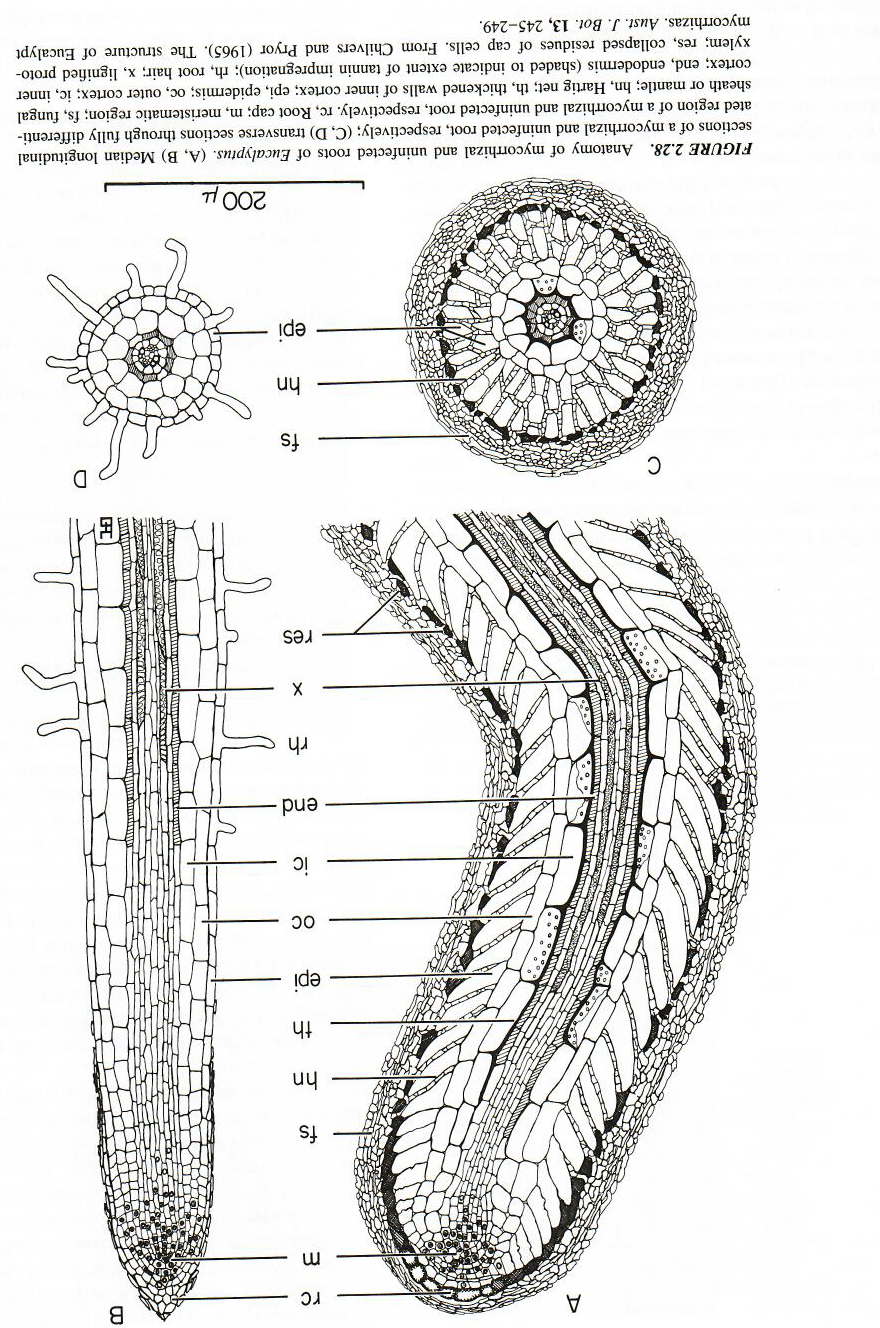 A
B
rc
m
fs
hn
th
epi
oc
ic
end
rh
x
res
C
D
fs
hn
epi
200 μ
FIGURE 2.28. Anatomy of mycorrhizal and uninfected roots of Eucalyptus. (A, B) Median longitudinal
sections of a mycorrhizal and uninfected root, respectively; (C, D) transverse sections through fully differenti-
ated region of a mycorrhizal and uninfected root, respectively. rc, Root cap; m, meristematic region; fs, fungal
sheath or mantle; hn, Hartig net; th, thickened walls of inner cortex; epi, epidermis; oc, outer cortex; ic, inner
cortex; end, endodermis (shaded to indicate extent of tannin impregnation); rh, root hair; x, lignified proto-
xylem; res, collapsed residues of cap cells. From Chilvers and Pryor (1965). The structure of Eucalypt
mycorrhizas. Aust. J. Bot. 13, 245–249.